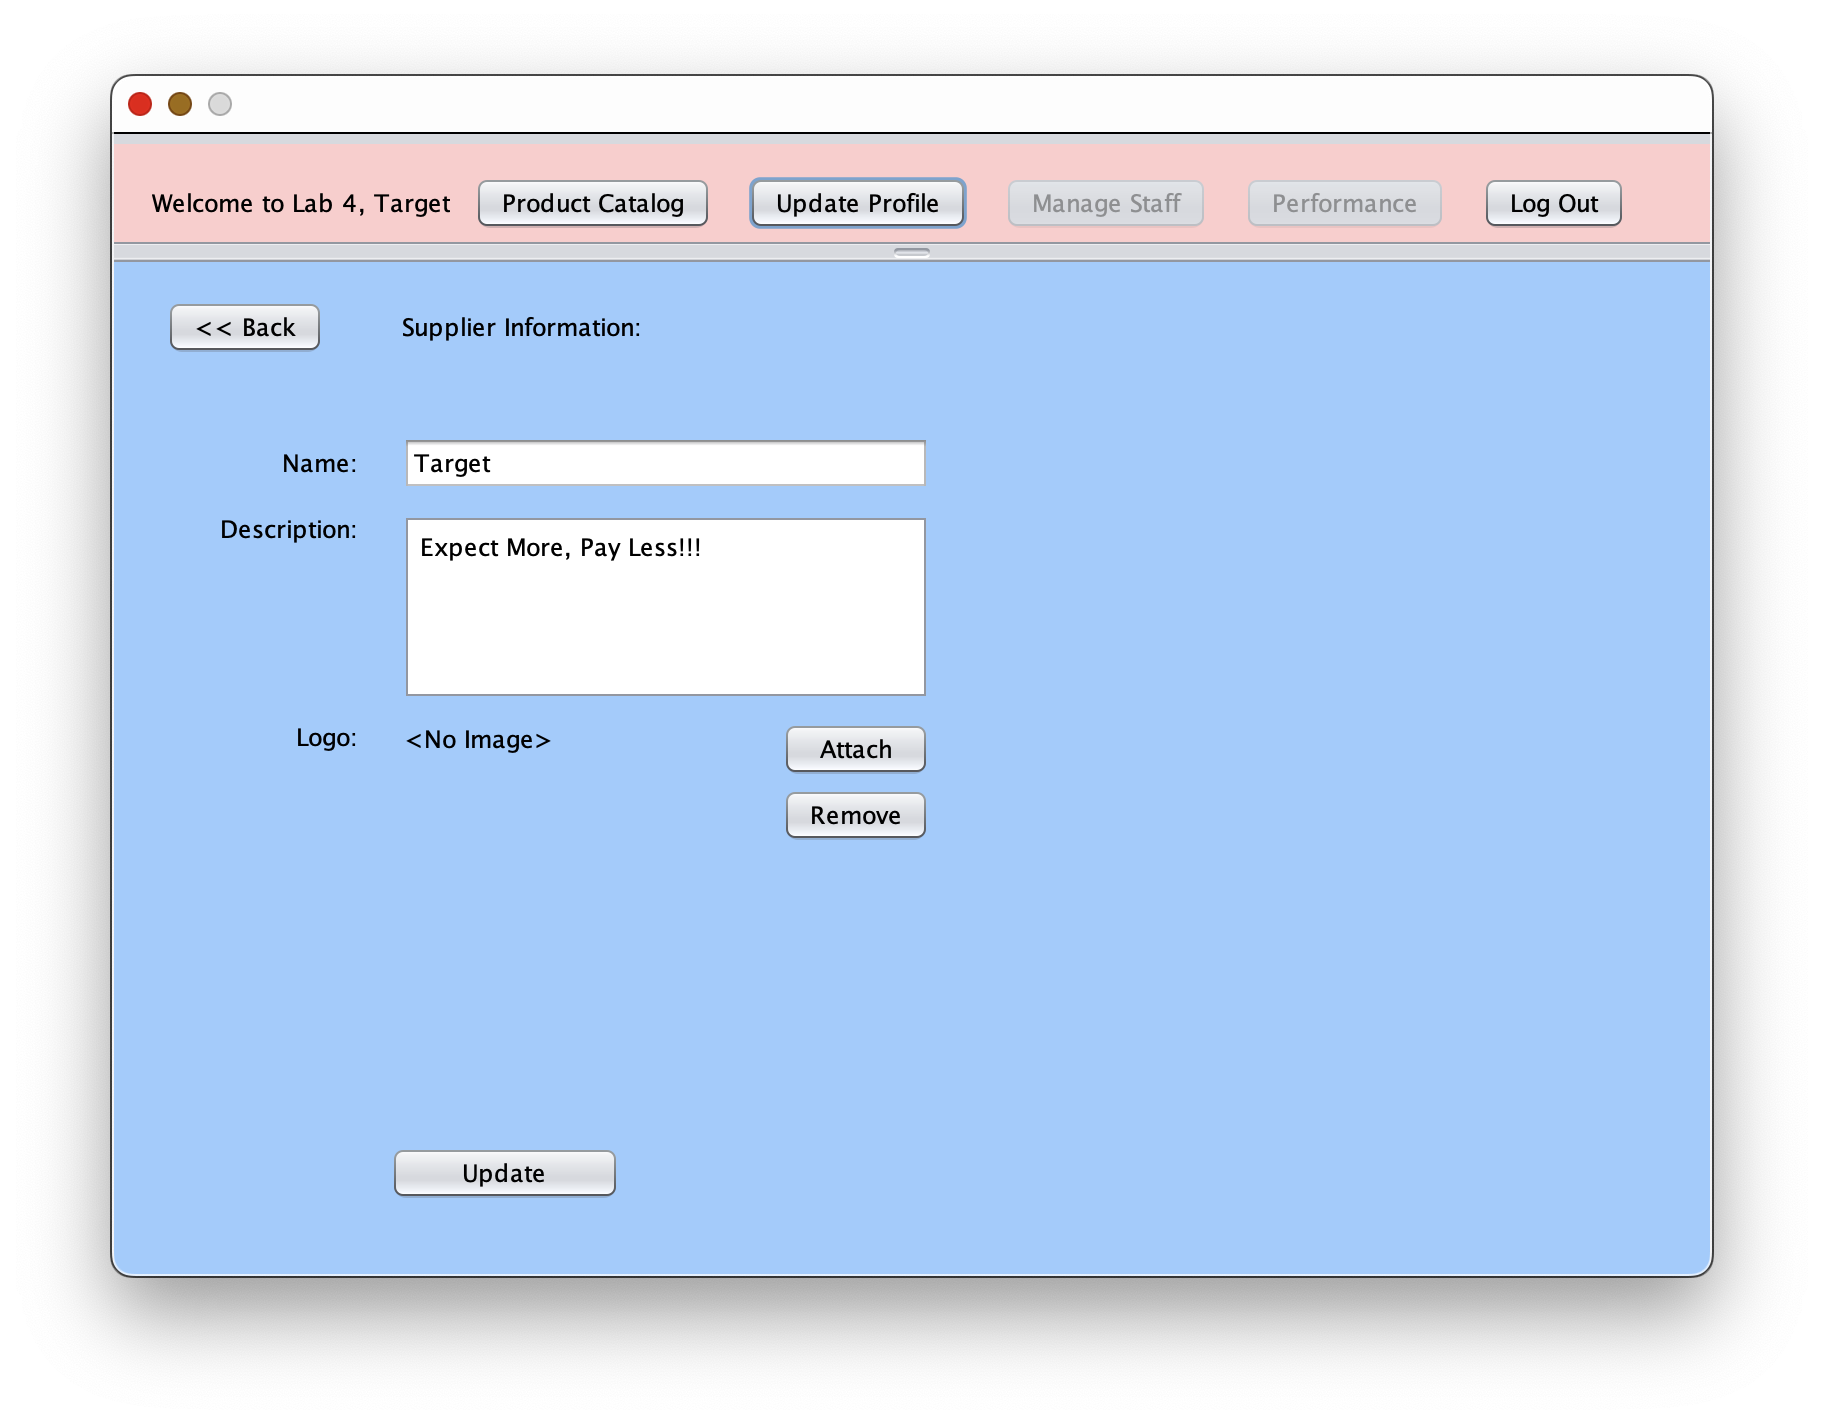 Welcome to Lab 4, Target Product Catalog Update Profile Manage Staff Performance Log Out
<< Back Supplier Information:
Name: Target
Description: Expect More, Pay Less!!!
Logo: <No Image> Attach
Remove
Update